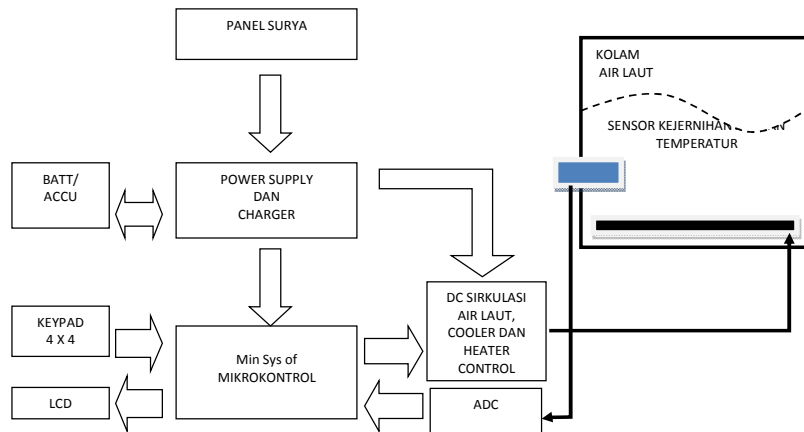 PANEL SURYA
KOLAM
AIR LAUT
SENSOR KEJERNIHAN
TEMPERATUR
BATT/
ACCU
POWER SUPPLY
DAN
CHARGER
DC SIRKULASI
AIR LAUT,
COOLER DAN
HEATER
CONTROL
KEYPAD
4 X 4
Min Sys of
MIKROKONTROL
LCD
ADC